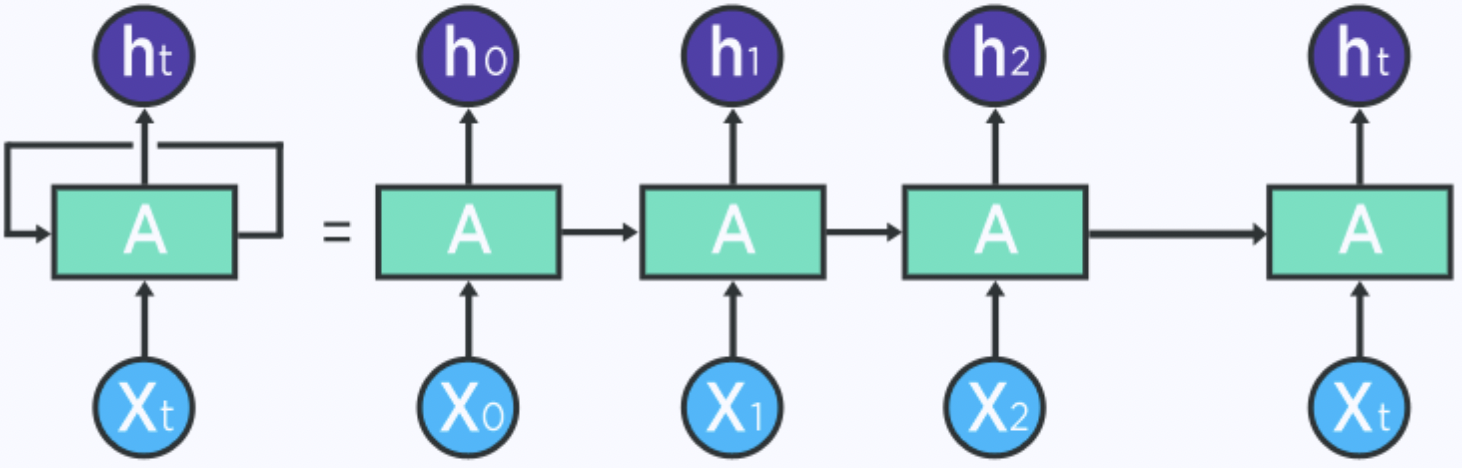 ht h0 h1 h2 ht
A = A A A A
Xt X0 X1 X2 Xt